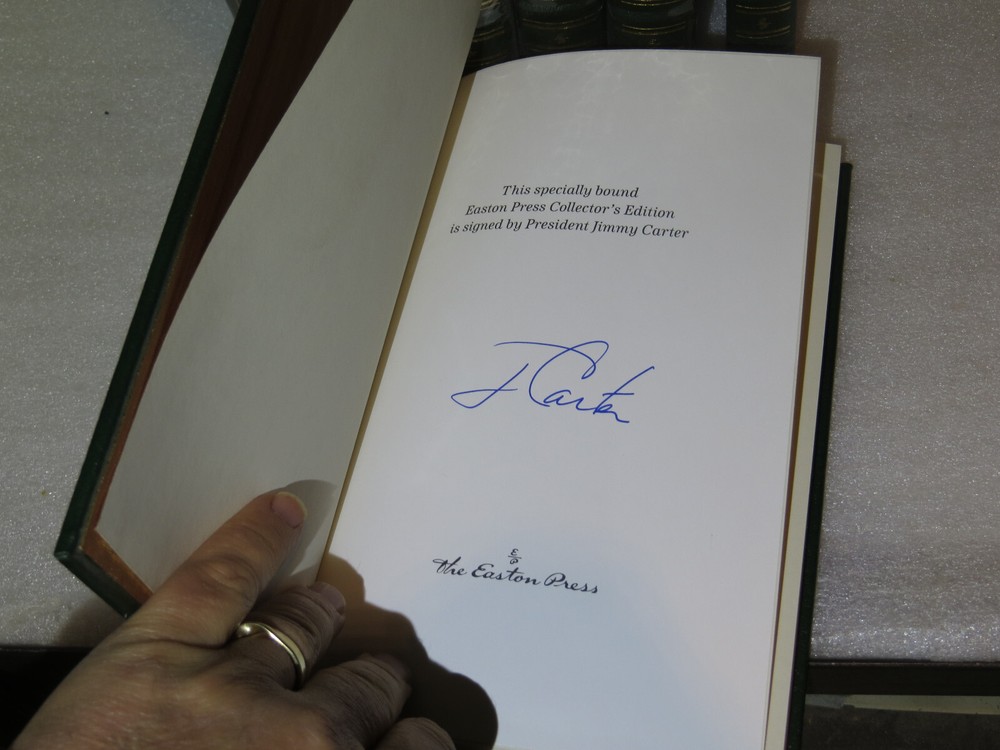 This specially bound
Easton Press Collector's Edition
is signed by President Jimmy Carter
J Carter
the Easton Press